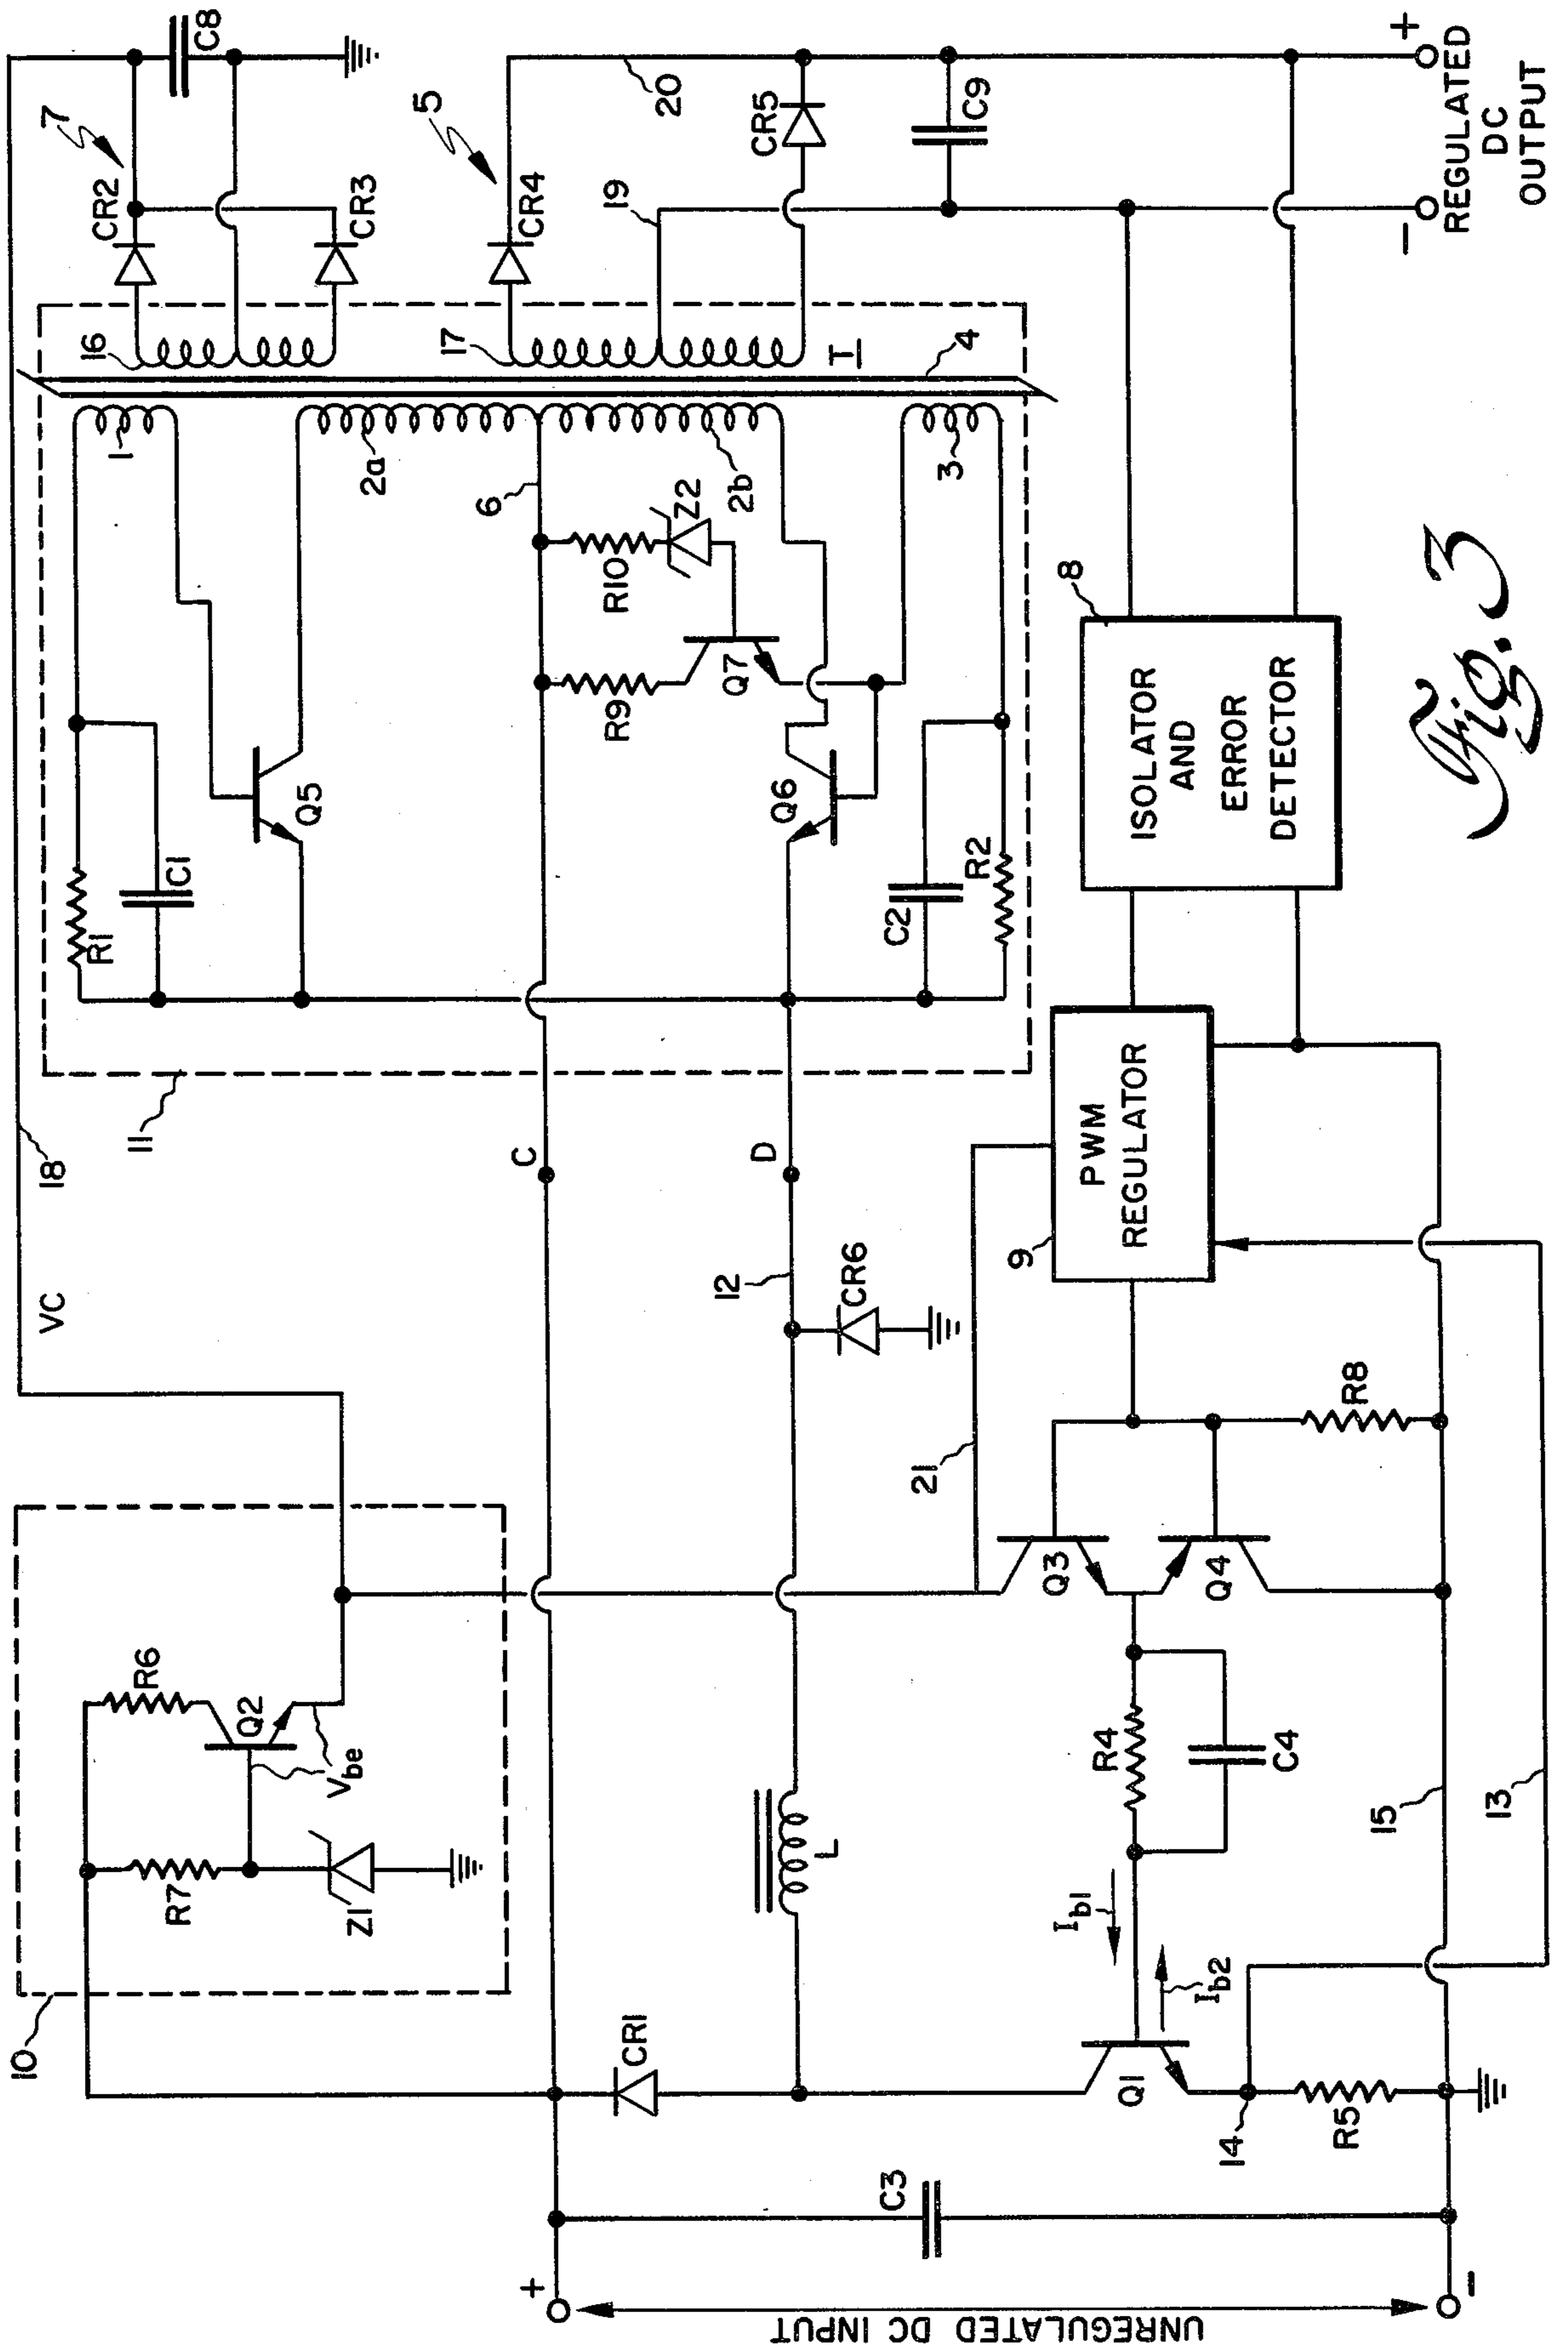 C8
7
CR2
CR3
5
CR4
20
19
CR5
C9
+
−
REGULATED
DC
OUTPUT
16
17
T
4
1
2a
6
2b
3
R10
Z2
R9
Q7
Q5
Q6
R1
C1
C2
R2
11
18
VC
C
D
12
CR6
8
ISOLATOR
AND
ERROR
DETECTOR
9
PWM
REGULATOR
21
R8
Q3
Q4
10
R6
Q2
Vbe
R7
Z1
L
R4
C4
15
13
Ib1
Ib2
CR1
Q1
14
R5
C3
+
−
UNREGULATED DC INPUT
Fig. 3